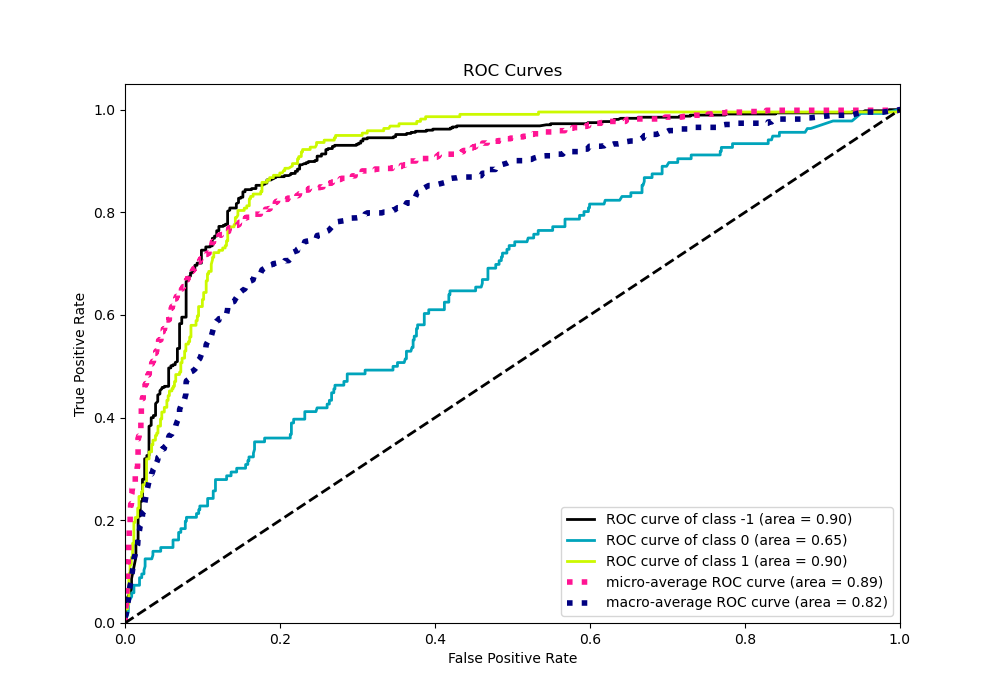 ROC Curves
1.0
0.8
0.6
0.4
0.2
0.0
True Positive Rate
0.0 0.2 0.4 0.6 0.8 1.0
False Positive Rate
ROC curve of class -1 (area = 0.90)
ROC curve of class 0 (area = 0.65)
ROC curve of class 1 (area = 0.90)
micro-average ROC curve (area = 0.89)
macro-average ROC curve (area = 0.82)